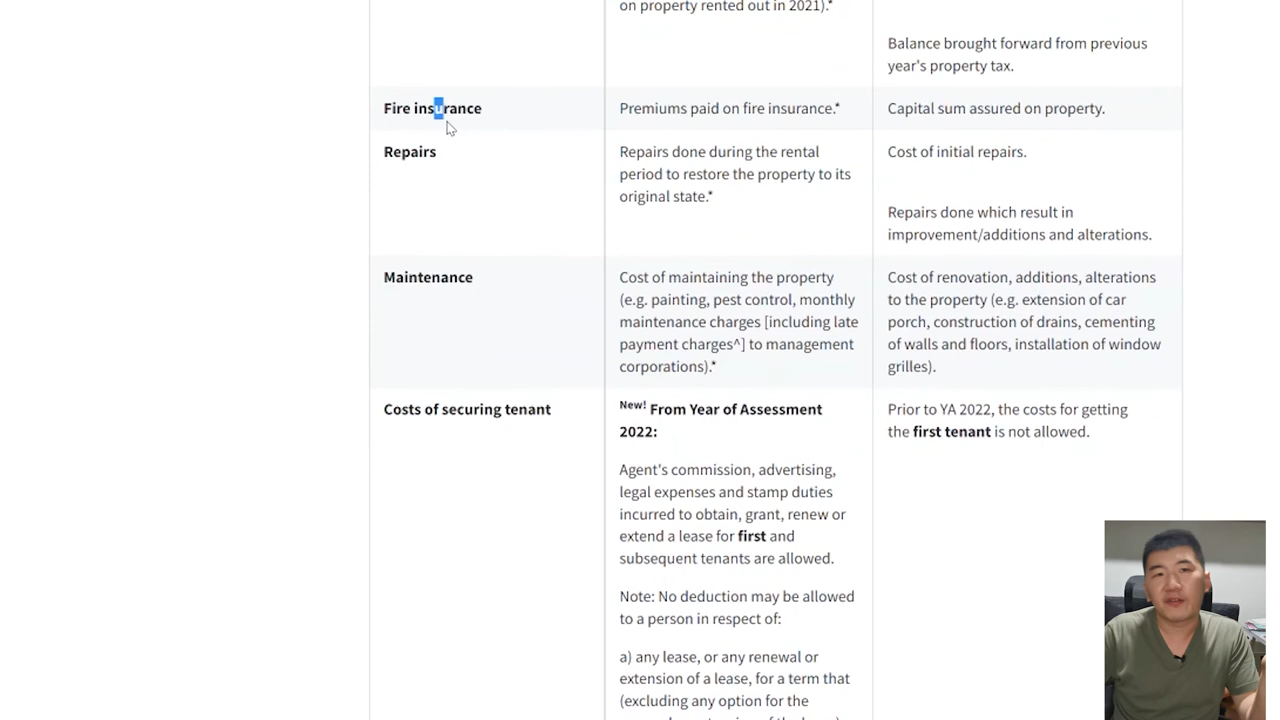 on property rented out in 2021).*
Balance brought forward from previous
year's property tax.
Fire insurance
Premiums paid on fire insurance.*
Capital sum assured on property.
Repairs
Repairs done during the rental
period to restore the property to its
original state.*
Cost of initial repairs.
Repairs done which result in
improvement/additions and alterations.
Maintenance
Cost of maintaining the property
(e.g. painting, pest control, monthly
maintenance charges [including late
payment charges^] to management
corporations).*
Cost of renovation, additions, alterations
to the property (e.g. extension of car
porch, construction of drains, cementing
of walls and floors, installation of window
grilles).
Costs of securing tenant
New! From Year of Assessment
2022:
Agent's commission, advertising,
legal expenses and stamp duties
incurred to obtain, grant, renew or
extend a lease for first and
subsequent tenants are allowed.
Note: No deduction may be allowed
to a person in respect of:
a) any lease, or any renewal or
extension of a lease, for a term that
(excluding any option for the
Prior to YA 2022, the costs for getting
the first tenant is not allowed.